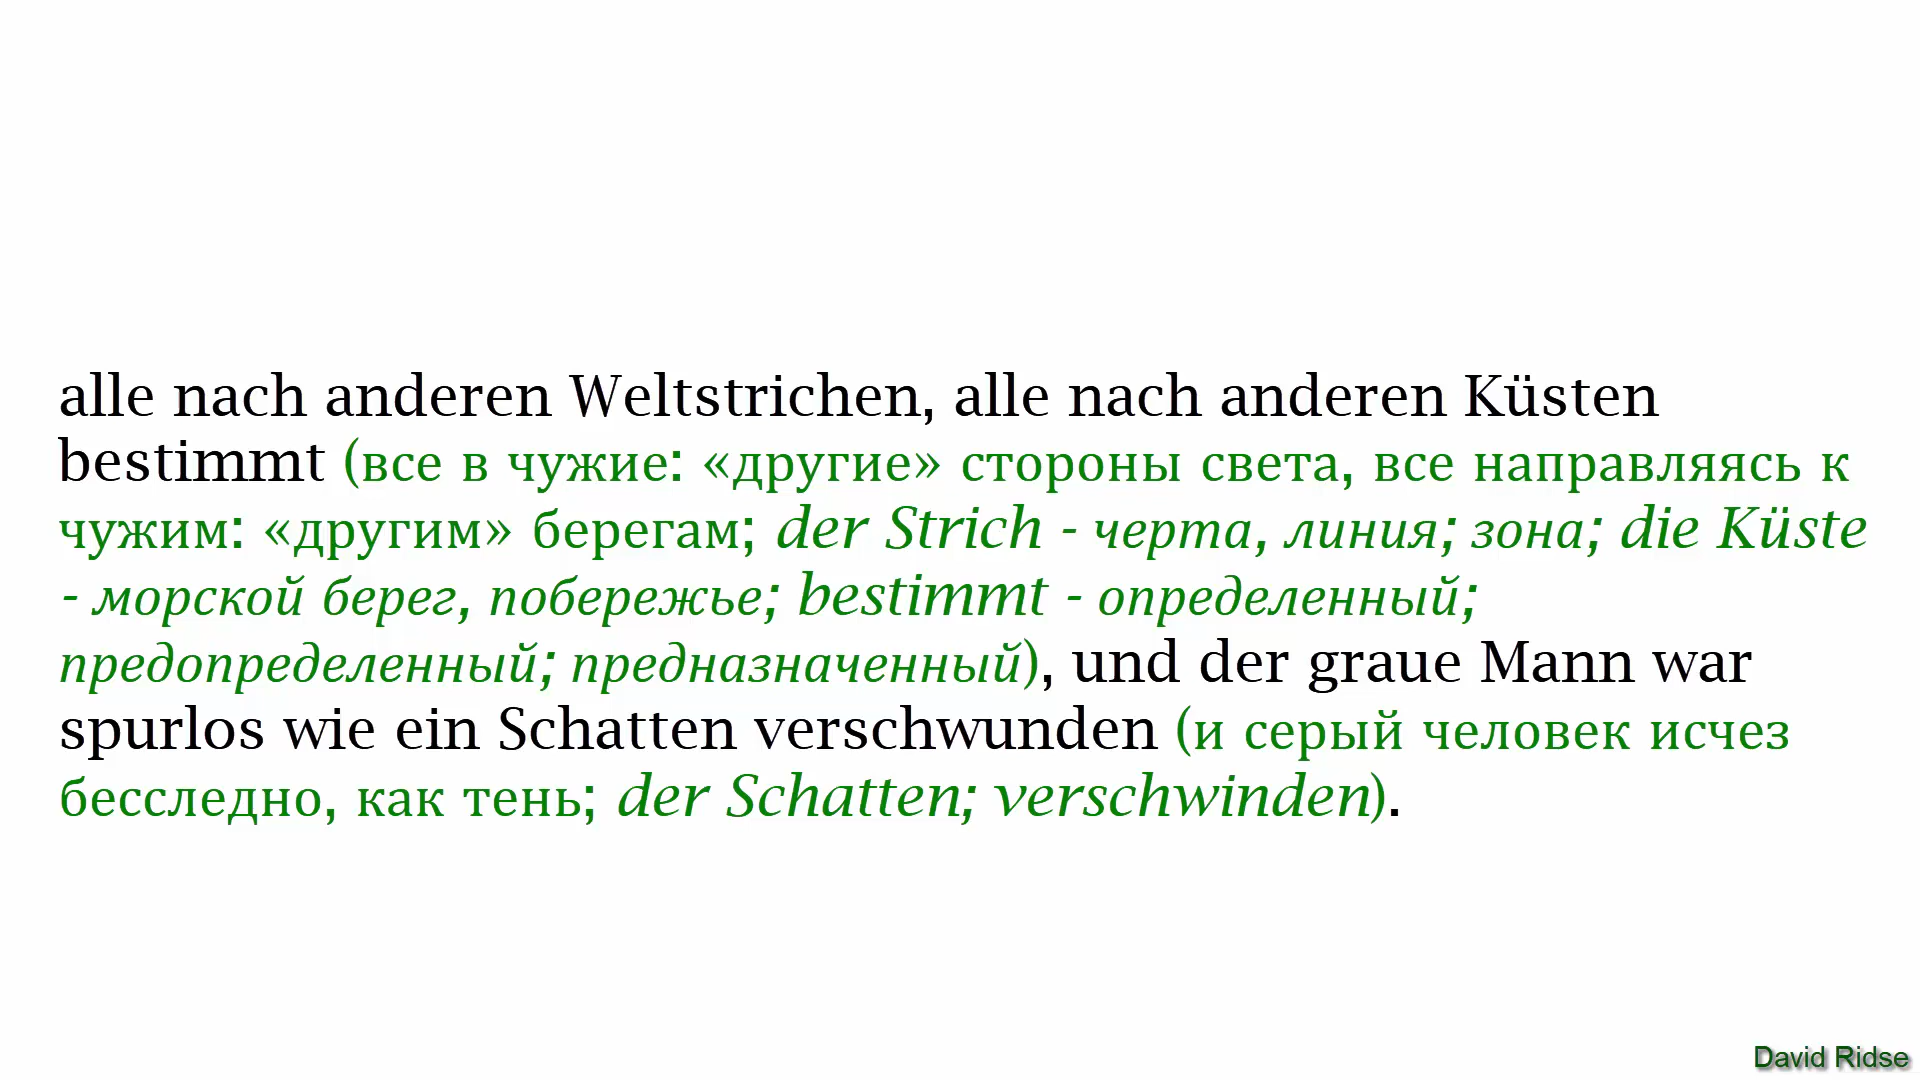 alle nach anderen Weltstrichen, alle nach anderen Küsten
bestimmt (все в чужие: «другие» стороны света, все направляясь к
чужим: «другим» берегам; der Strich - черта, линия; зона; die Küste
- морской берег, побережье; bestimmt - определенный;
предопределенный; предназначенный), und der graue Mann war
spurlos wie ein Schatten verschwunden (и серый человек исчез
бесследно, как тень; der Schatten; verschwinden).
David Ridse